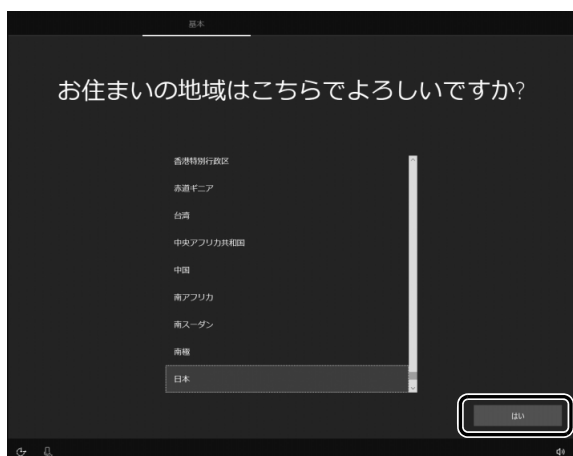 基本
お住まいの地域はこちらでよろしいですか?
香港特別行政区
赤道ギニア
台湾
中央アフリカ共和国
中国
南アフリカ
南スーダン
南極
日本
はい